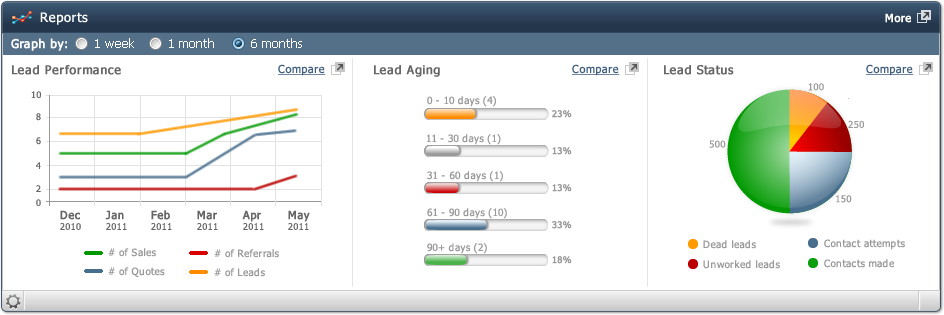 Reports
More
Graph by: 1 week 1 month 6 months
Lead Performance
Compare
10
8
6
4
2
0
Dec Jan Feb Mar Apr May
2010 2011 2011 2011 2011 2011
# of Sales # of Referrals
# of Quotes # of Leads
Lead Aging
Compare
0 - 10 days (4)
23%
11 - 30 days (1)
13%
31 - 60 days (1)
13%
61 - 90 days (10)
33%
90+ days (2)
18%
Lead Status
Compare
100
250
500
150
Dead leads Contact attempts
Unworked leads Contacts made